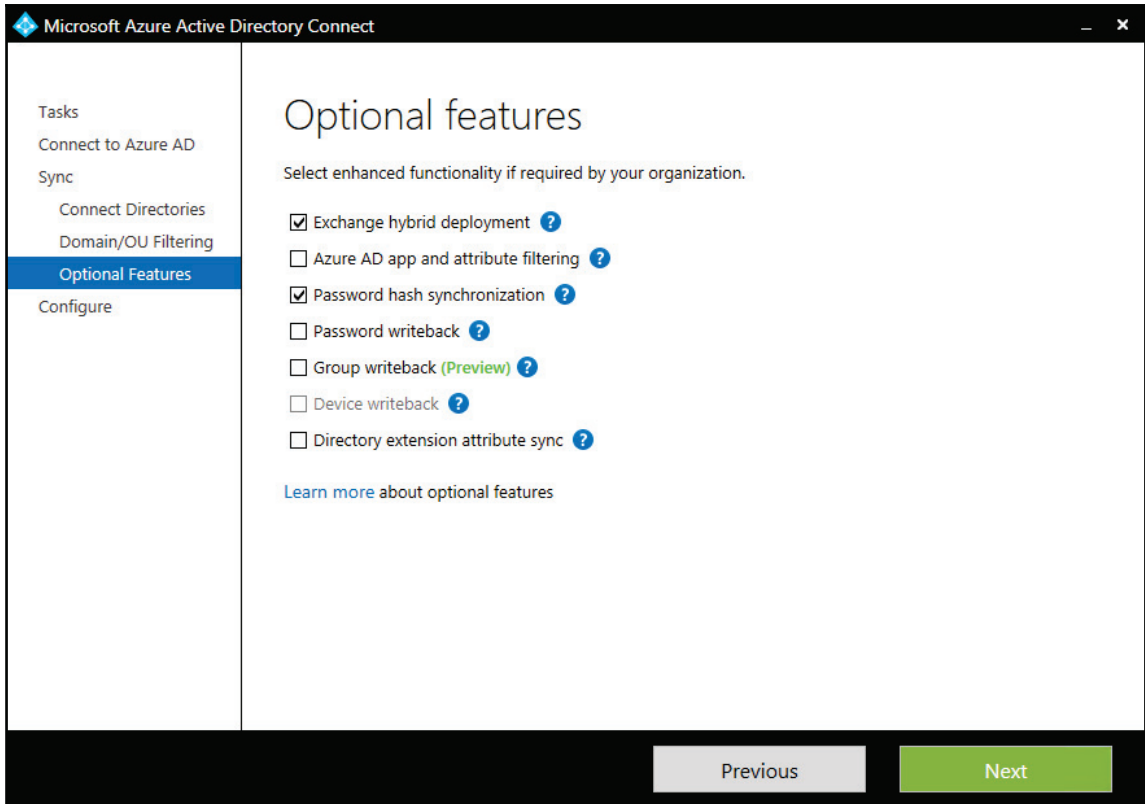 Microsoft Azure Active Directory Connect
Tasks
Connect to Azure AD
Sync
Connect Directories
Domain/OU Filtering
Optional Features
Configure
Optional features
Select enhanced functionality if required by your organization.
Exchange hybrid deployment ?
Azure AD app and attribute filtering ?
Password hash synchronization ?
Password writeback ?
Group writeback (Preview) ?
Device writeback ?
Directory extension attribute sync ?
Learn more about optional features
Previous
Next